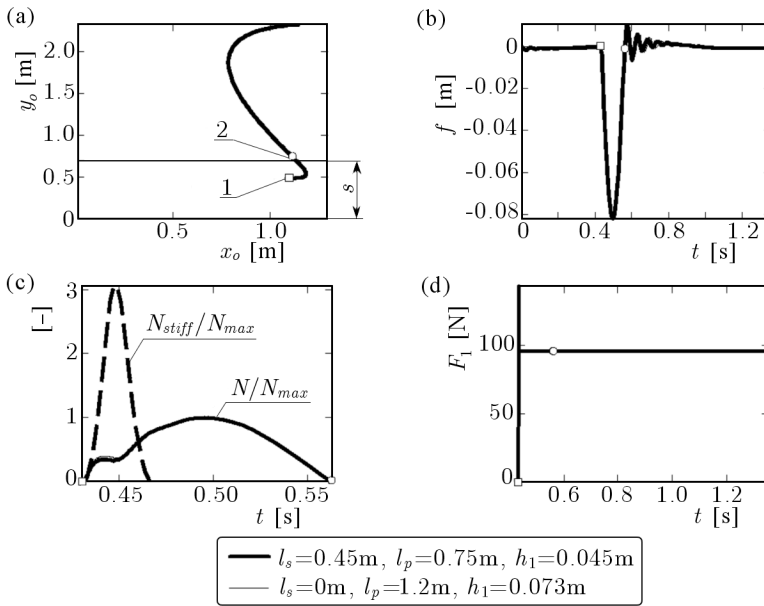 (a)
2.0
1.5
1.0
0.5
0
y_o [m]
2
1
s
0.5
1.0
x_o [m]
(b)
0
-0.02
-0.04
-0.06
-0.08
f [m]
0
0.4
0.8
1.2
t [s]
(c)
3
2
1
0
[-]
N_stiff/N_max
N/N_max
0.45
0.50
0.55
t [s]
(d)
100
50
0
F_1 [N]
0.6
0.8
1.0
1.2
t [s]
l_s=0.45m, l_p=0.75m, h_1=0.045m
l_s=0m, l_p=1.2m, h_1=0.073m